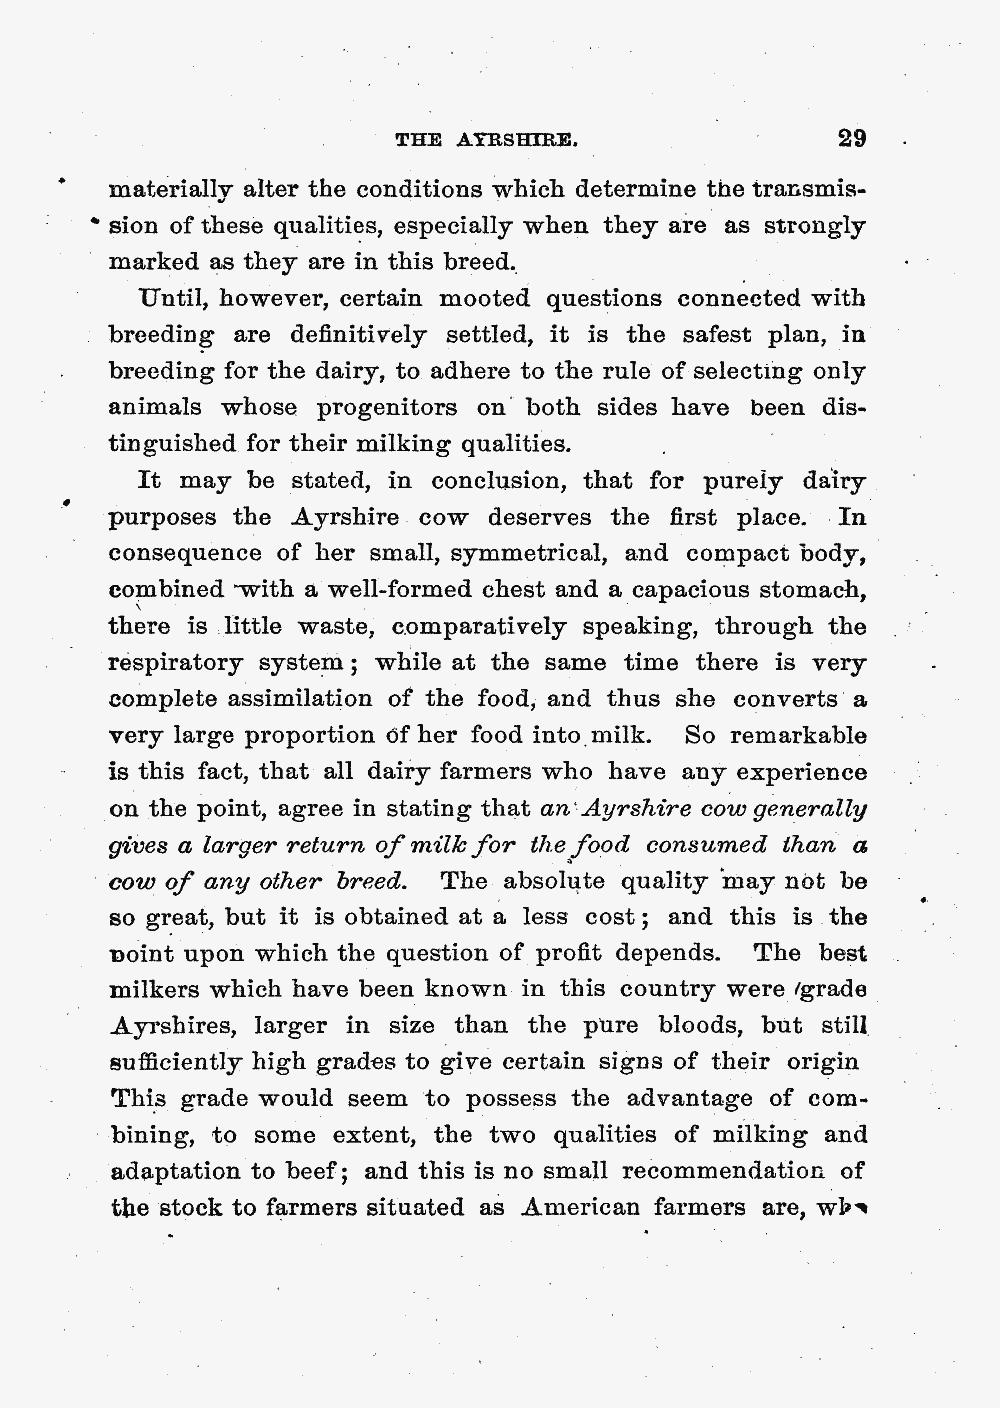 THE AYRSHIRE. 29
materially alter the conditions which determine the transmis-
sion of these qualities, especially when they are as strongly
marked as they are in this breed.
Until, however, certain mooted questions connected with
breeding are definitively settled, it is the safest plan, in
breeding for the dairy, to adhere to the rule of selecting only
animals whose progenitors on both sides have been dis-
tinguished for their milking qualities.
It may be stated, in conclusion, that for purely dairy
purposes the Ayrshire cow deserves the first place. In
consequence of her small, symmetrical, and compact body,
combined with a well-formed chest and a capacious stomach,
there is little waste, comparatively speaking, through the
respiratory system; while at the same time there is very
complete assimilation of the food, and thus she converts a
very large proportion of her food into milk. So remarkable
is this fact, that all dairy farmers who have any experience
on the point, agree in stating that an Ayrshire cow generally
gives a larger return of milk for the food consumed than a
cow of any other breed. The absolute quality may not be
so great, but it is obtained at a less cost; and this is the
point upon which the question of profit depends. The best
milkers which have been known in this country were grade
Ayrshires, larger in size than the pure bloods, but still
sufficiently high grades to give certain signs of their origin
This grade would seem to possess the advantage of com-
bining, to some extent, the two qualities of milking and
adaptation to beef; and this is no small recommendation of
the stock to farmers situated as American farmers are,